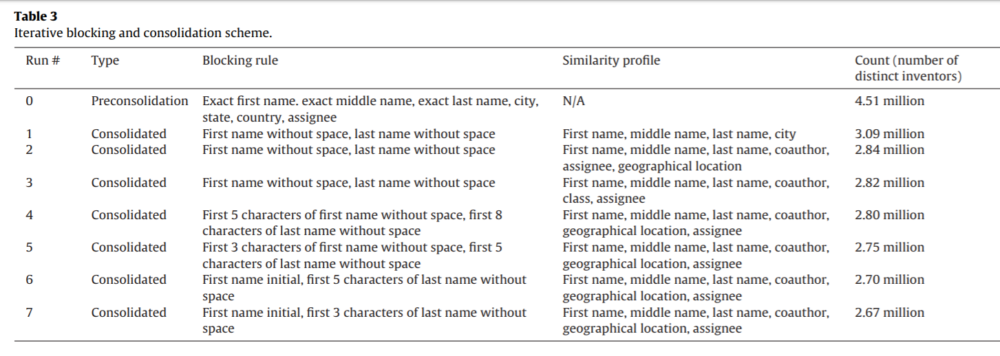 Table 3
Iterative blocking and consolidation scheme.
Run # Type Blocking rule Similarity profile Count (number of
distinct inventors)
0 Preconsolidation Exact first name. exact middle name, exact last name, city, N/A 4.51 million
state, country, assignee
1 Consolidated First name without space, last name without space First name, middle name, last name, city 3.09 million
2 Consolidated First name without space, last name without space First name, middle name, last name, coauthor, 2.84 million
assignee, geographical location
3 Consolidated First name without space, last name without space First name, middle name, last name, coauthor, 2.82 million
class, assignee
4 Consolidated First 5 characters of first name without space, first 8 First name, middle name, last name, coauthor, 2.80 million
characters of last name without space geographical location, assignee
5 Consolidated First 3 characters of first name without space, first 5 First name, middle name, last name, coauthor, 2.75 million
characters of last name without space geographical location, assignee
6 Consolidated First name initial, first 5 characters of last name without First name, middle name, last name, coauthor, 2.70 million
space geographical location, assignee
7 Consolidated First name initial, first 3 characters of last name without First name, middle name, last name, coauthor, 2.67 million
space geographical location, assignee